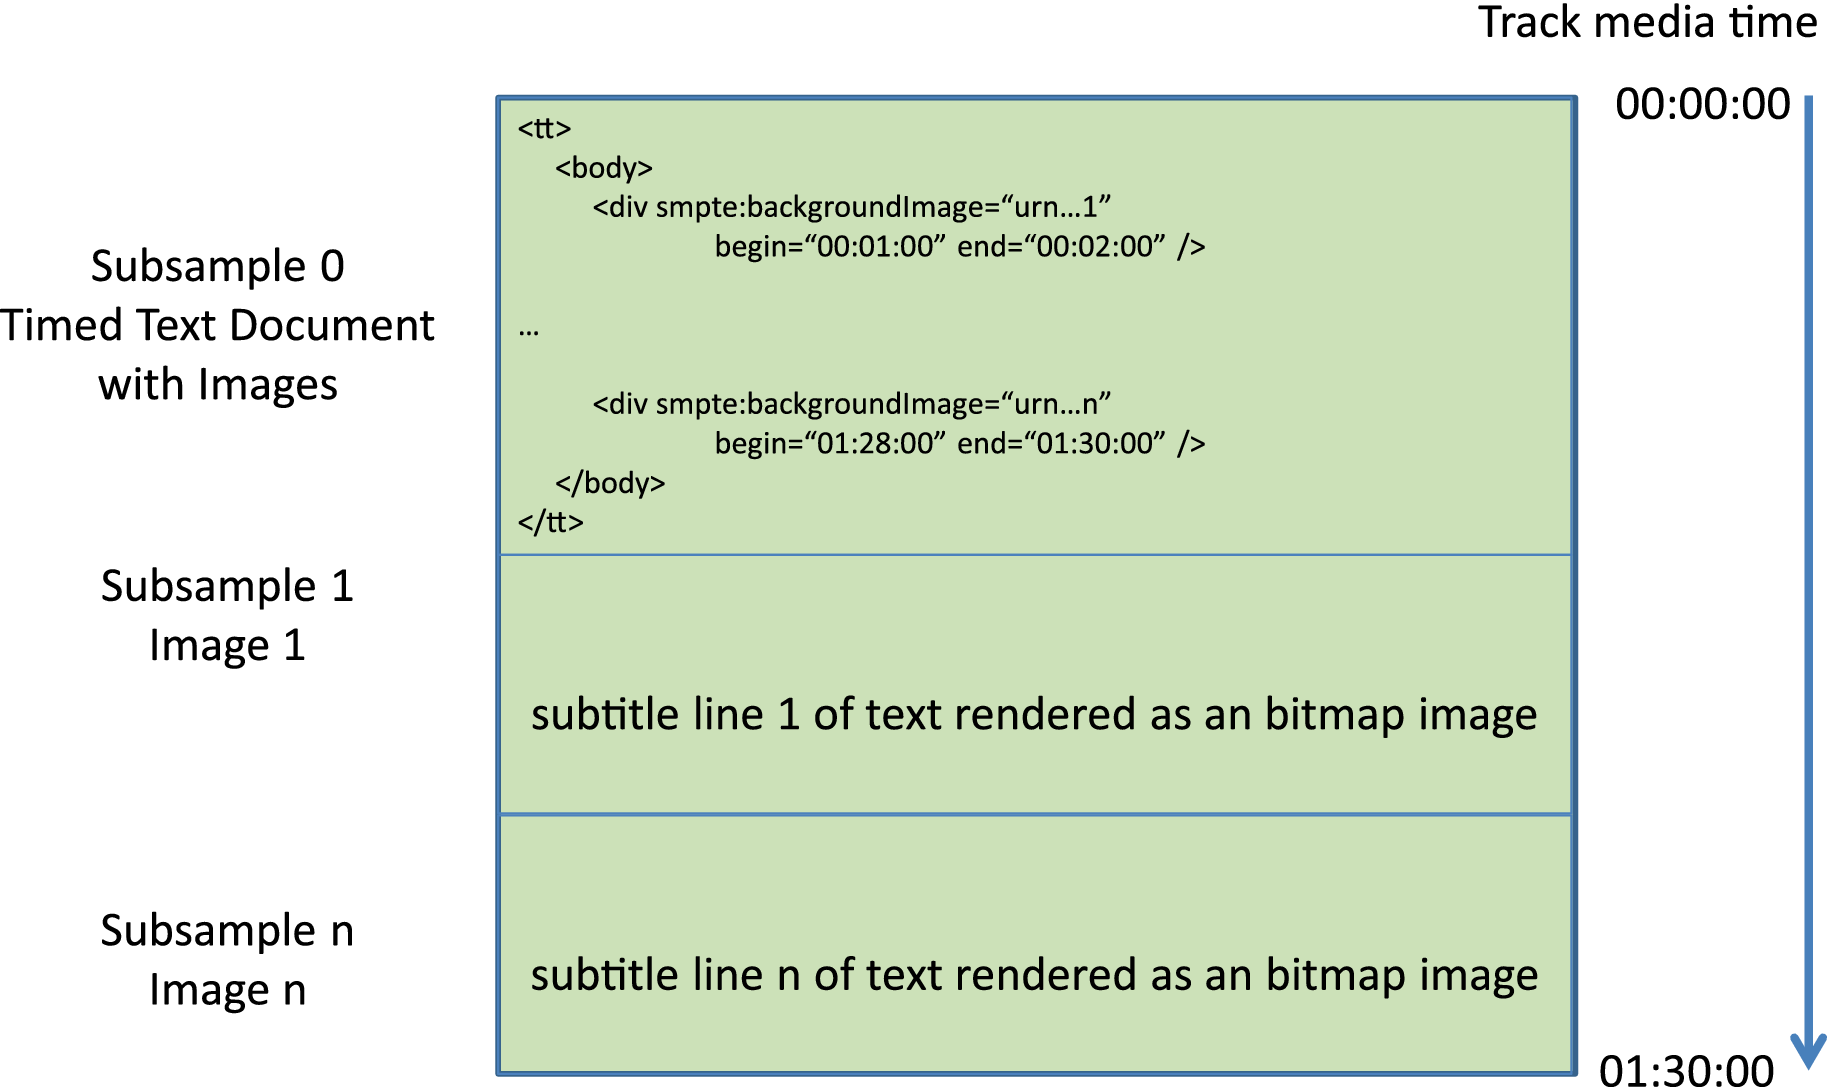 Track media time
00:00:00
<tt>
<body>
<div smpte:backgroundImage=“urn...1”
begin=“00:01:00” end=“00:02:00” />
...
<div smpte:backgroundImage=“urn...n”
begin=“01:28:00” end=“01:30:00” />
</body>
</tt>
Subsample 0
Timed Text Document
with Images
Subsample 1
Image 1
subtitle line 1 of text rendered as an bitmap image
Subsample n
Image n
subtitle line n of text rendered as an bitmap image
01:30:00